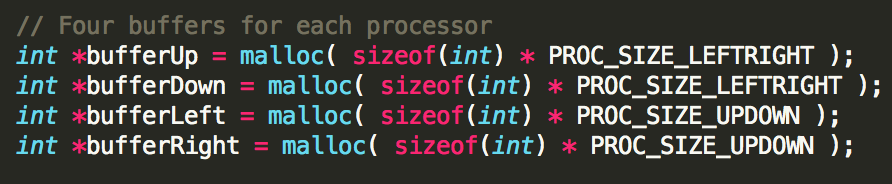 // Four buffers for each processor
int *bufferUp = malloc( sizeof(int) * PROC_SIZE_LEFTRIGHT );
int *bufferDown = malloc( sizeof(int) * PROC_SIZE_LEFTRIGHT );
int *bufferLeft = malloc( sizeof(int) * PROC_SIZE_UPDOWN );
int *bufferRight = malloc( sizeof(int) * PROC_SIZE_UPDOWN );